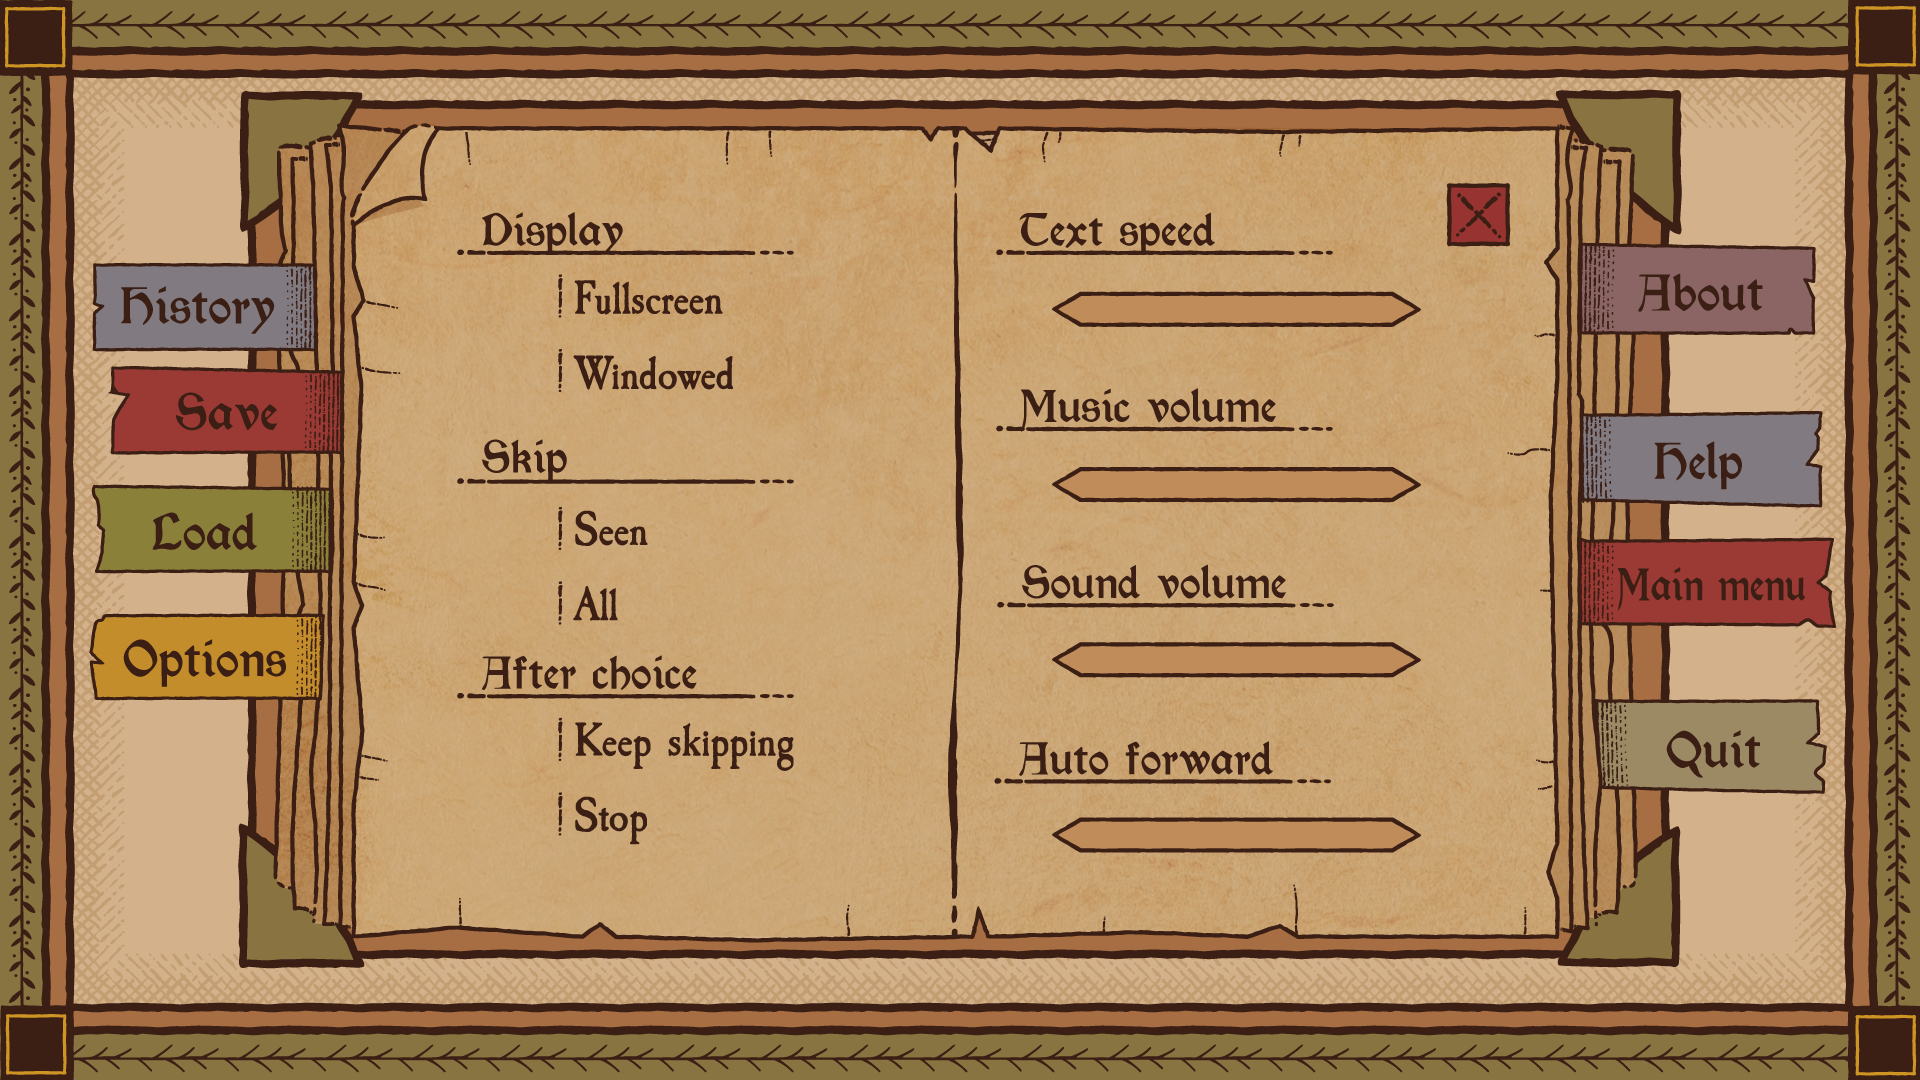 History
Save
Load
Options
Display
Fullscreen
Windowed
Skip
Seen
All
After choice
Keep skipping
Stop
Text speed
Music volume
Sound volume
Auto forward
About
Help
Main menu
Quit